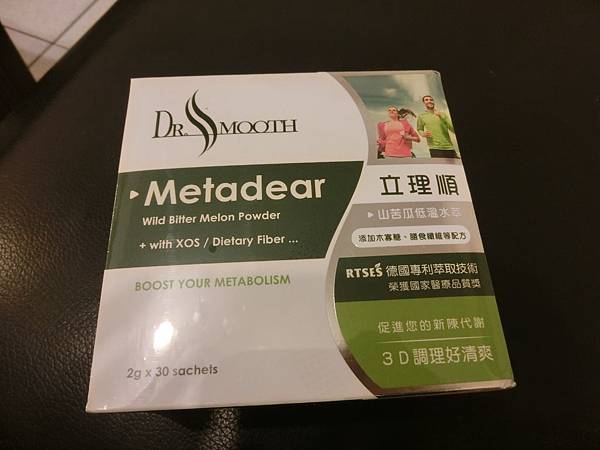 DR. SMOOTH
Metadear
Wild Bitter Melon Powder
+ with XOS / Dietary Fiber ...
BOOST YOUR METABOLISM
2g x 30 sachets
立理順
山苦瓜低溫水萃
添加木寡糖、膳食纖維等配方
RTSES 德國專利萃取技術
榮獲國家醫療品質獎
促進您的新陳代謝
3D調理好清爽